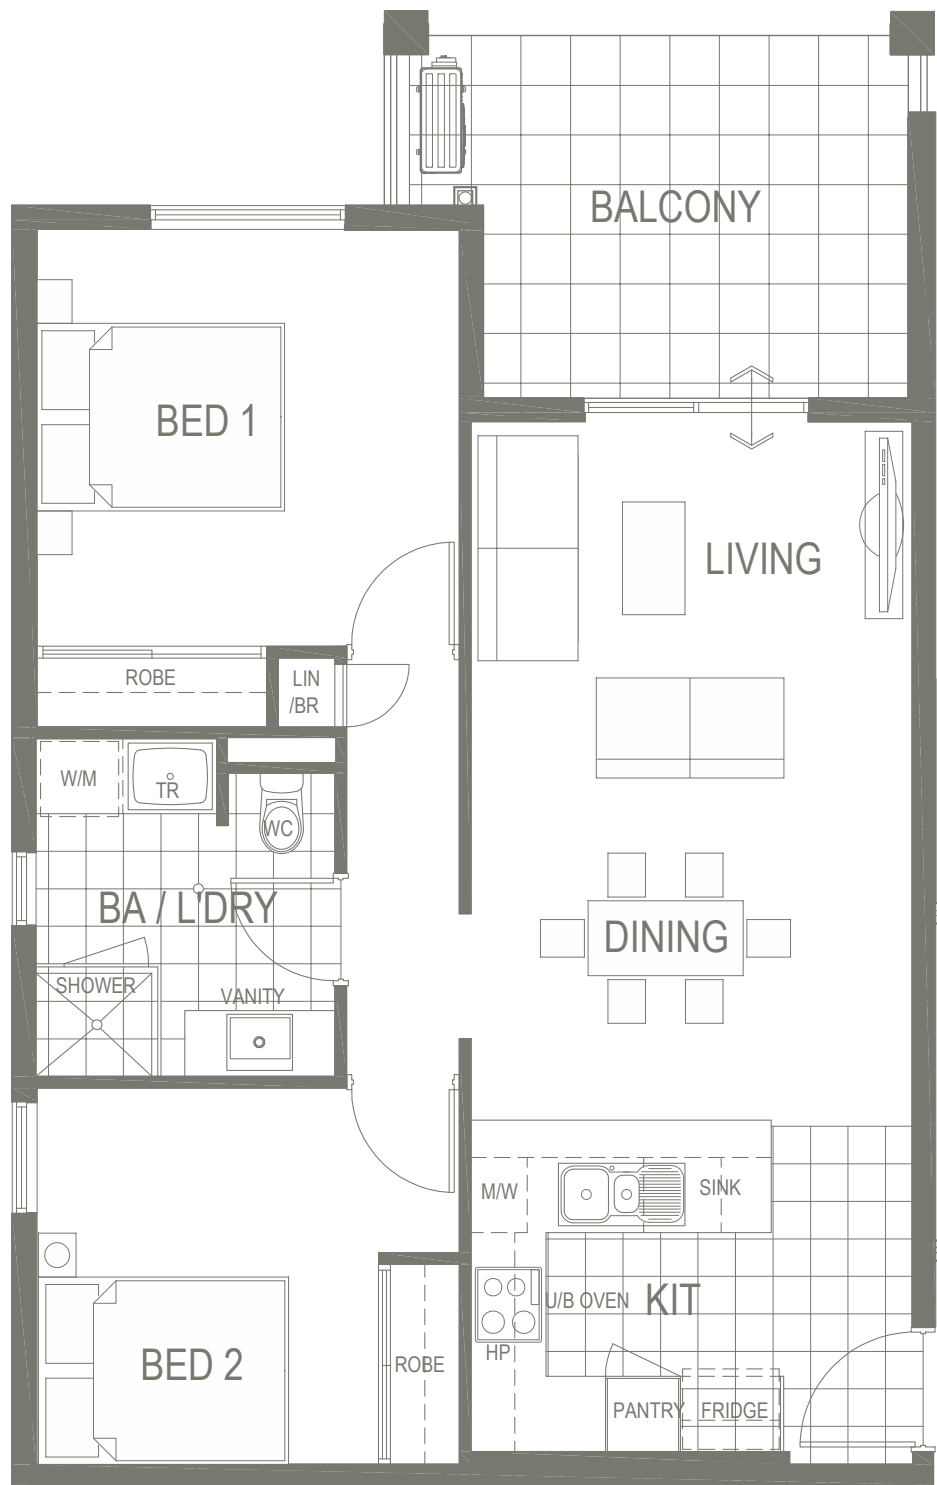 BALCONY
BED 1
LIVING
ROBE
LIN
/BR
W/M
TR
WC
BA / L'DRY
DINING
SHOWER
VANITY
M/W
SINK
U/B OVEN
KIT
HP
BED 2
ROBE
PANTRY
FRIDGE